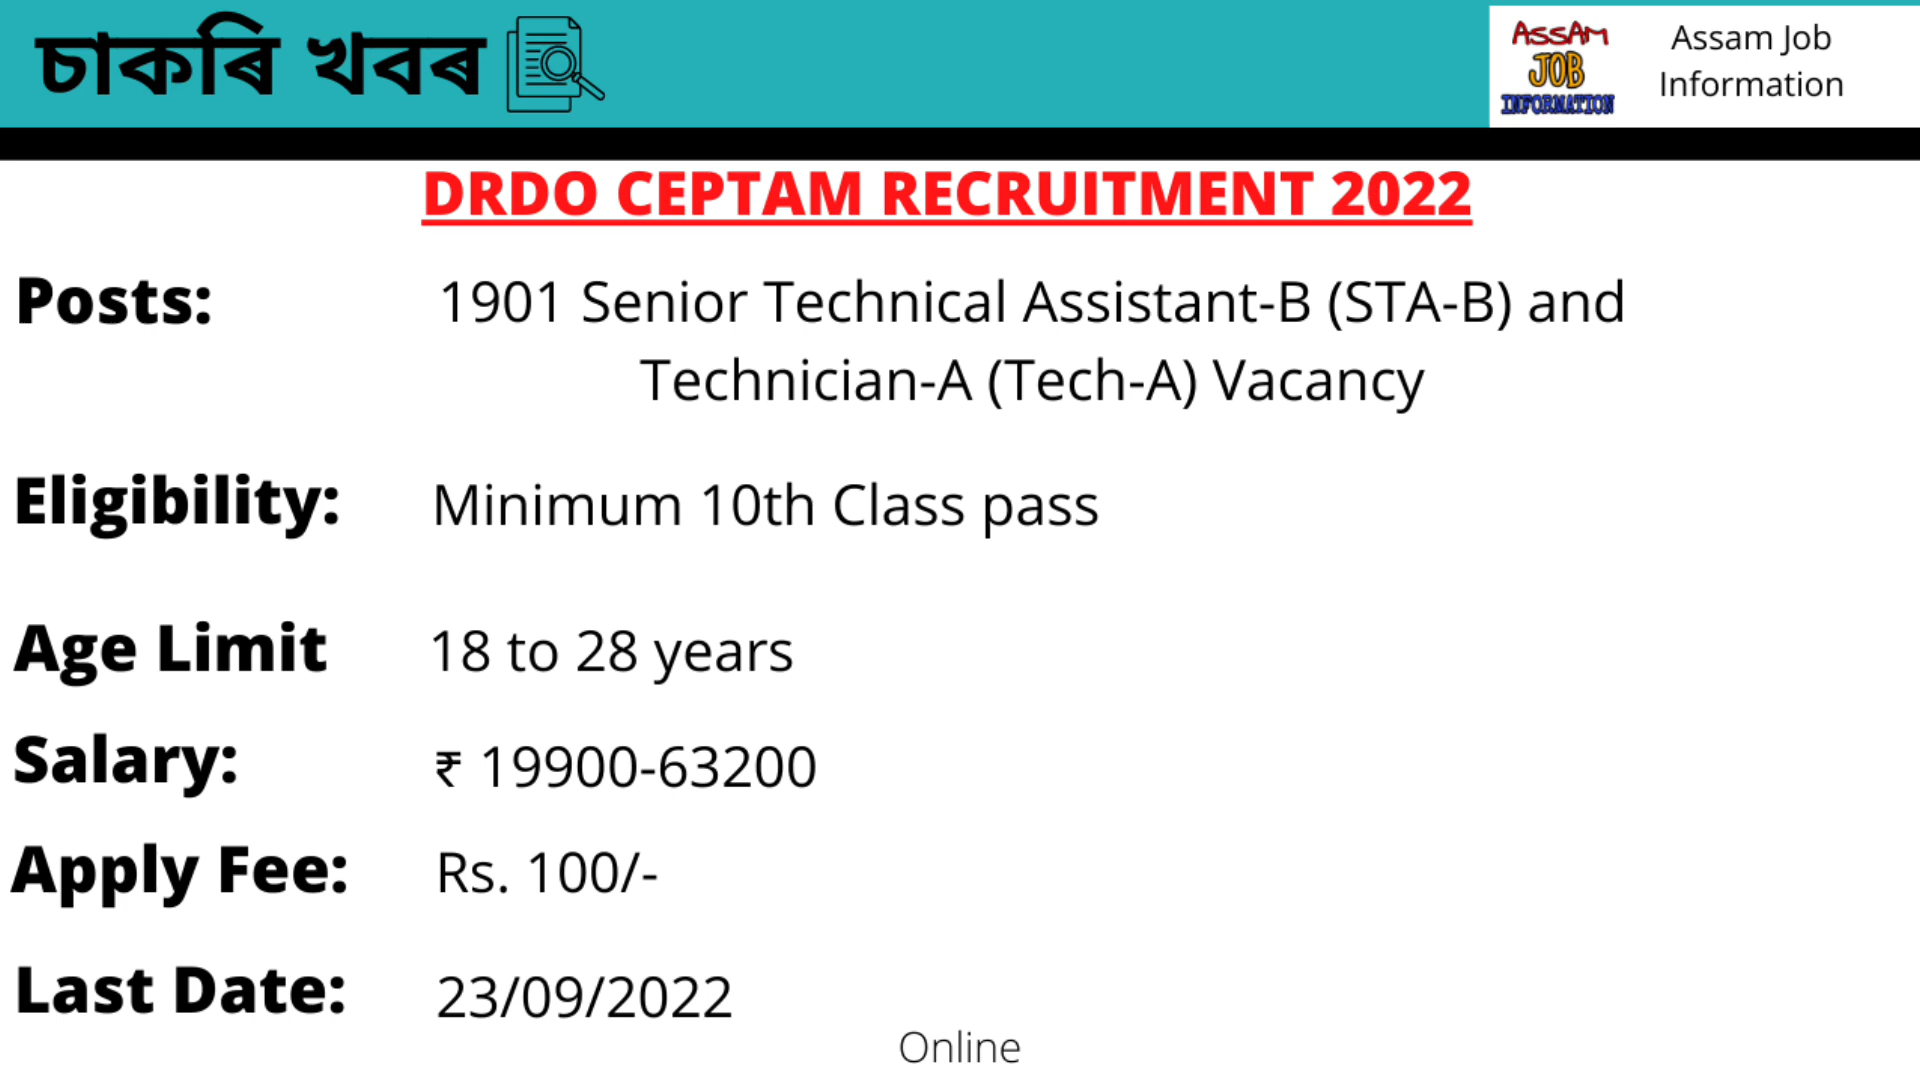 চাকৰি খবৰ
ASSAM
JOB
INFORMATION
Assam Job
Information
DRDO CEPTAM RECRUITMENT 2022
Posts: 1901 Senior Technical Assistant-B (STA-B) and
Technician-A (Tech-A) Vacancy
Eligibility: Minimum 10th Class pass
Age Limit 18 to 28 years
Salary: ₹ 19900-63200
Apply Fee: Rs. 100/-
Last Date: 23/09/2022
Online